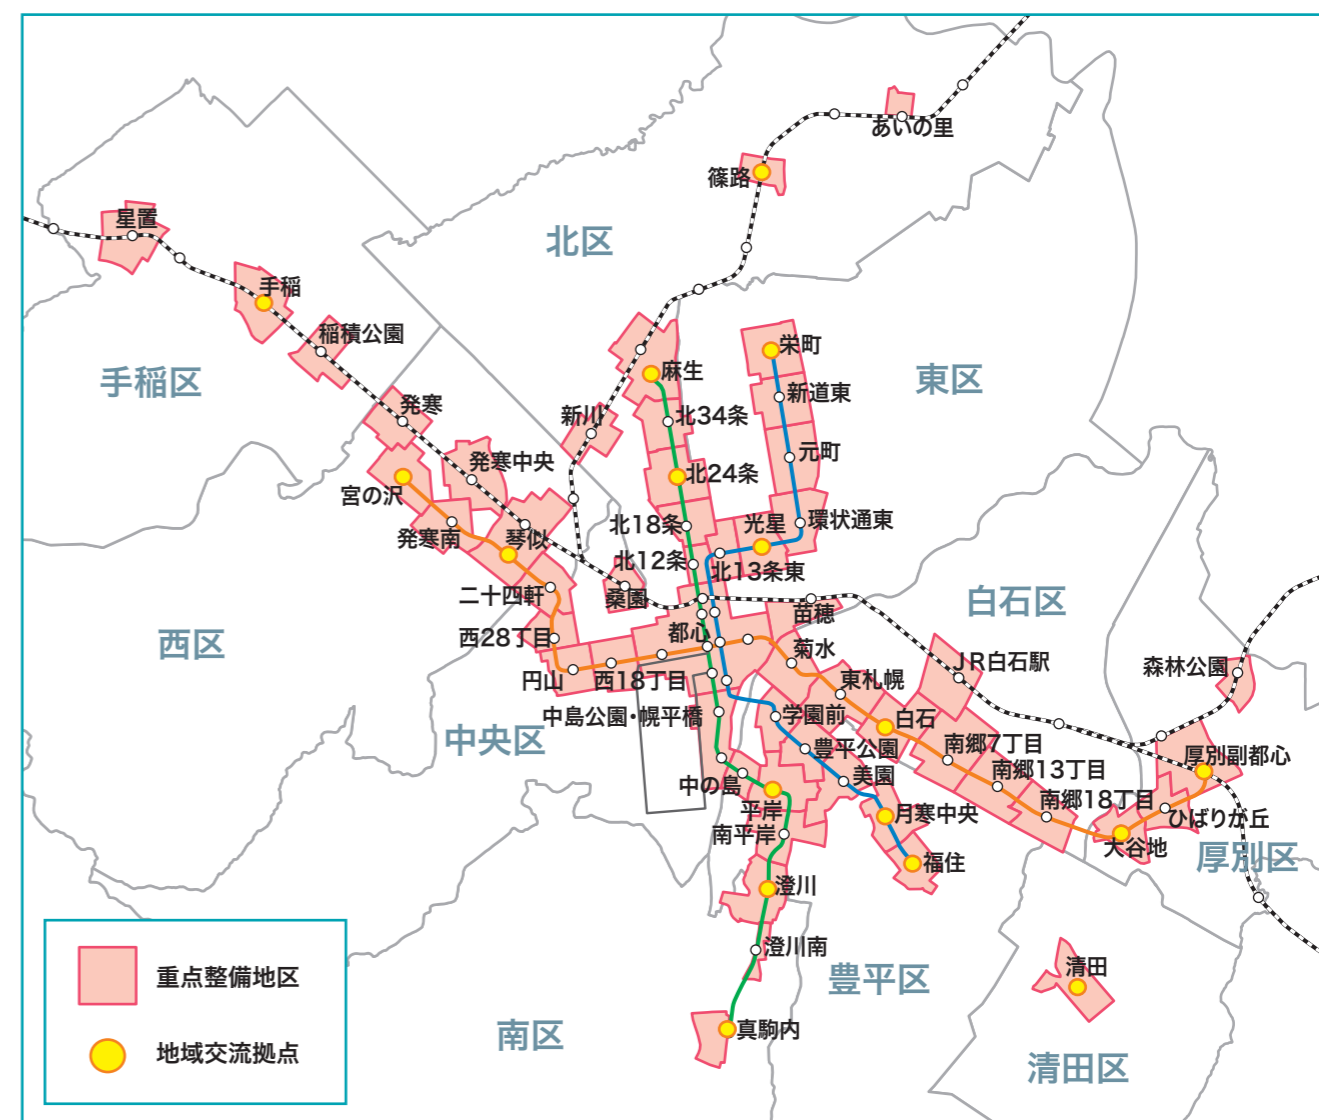 あいの里
篠路
星置
北区
手稲
稲積公園
手稲区
麻生
栄町
東区
新道東
発寒
新川
北34条
元町
発寒中央
北24条
宮の沢
発寒南
琴似
北18条
光星
環状通東
北12条
北13条東
二十四軒
桑園
苗穂
白石区
西区
西28丁目
都心
菊水
JR白石駅
森林公園
円山
西18丁目
東札幌
中島公園・幌平橋
学園前
白石
中央区
豊平公園
南郷7丁目
厚別副都心
中の島
美園
南郷13丁目
平岸
月寒中央
南郷18丁目
ひばりが丘
南平岸
大谷地
厚別区
福住
澄川
澄川南
清田
豊平区
重点整備地区
真駒内
南区
地域交流拠点
清田区